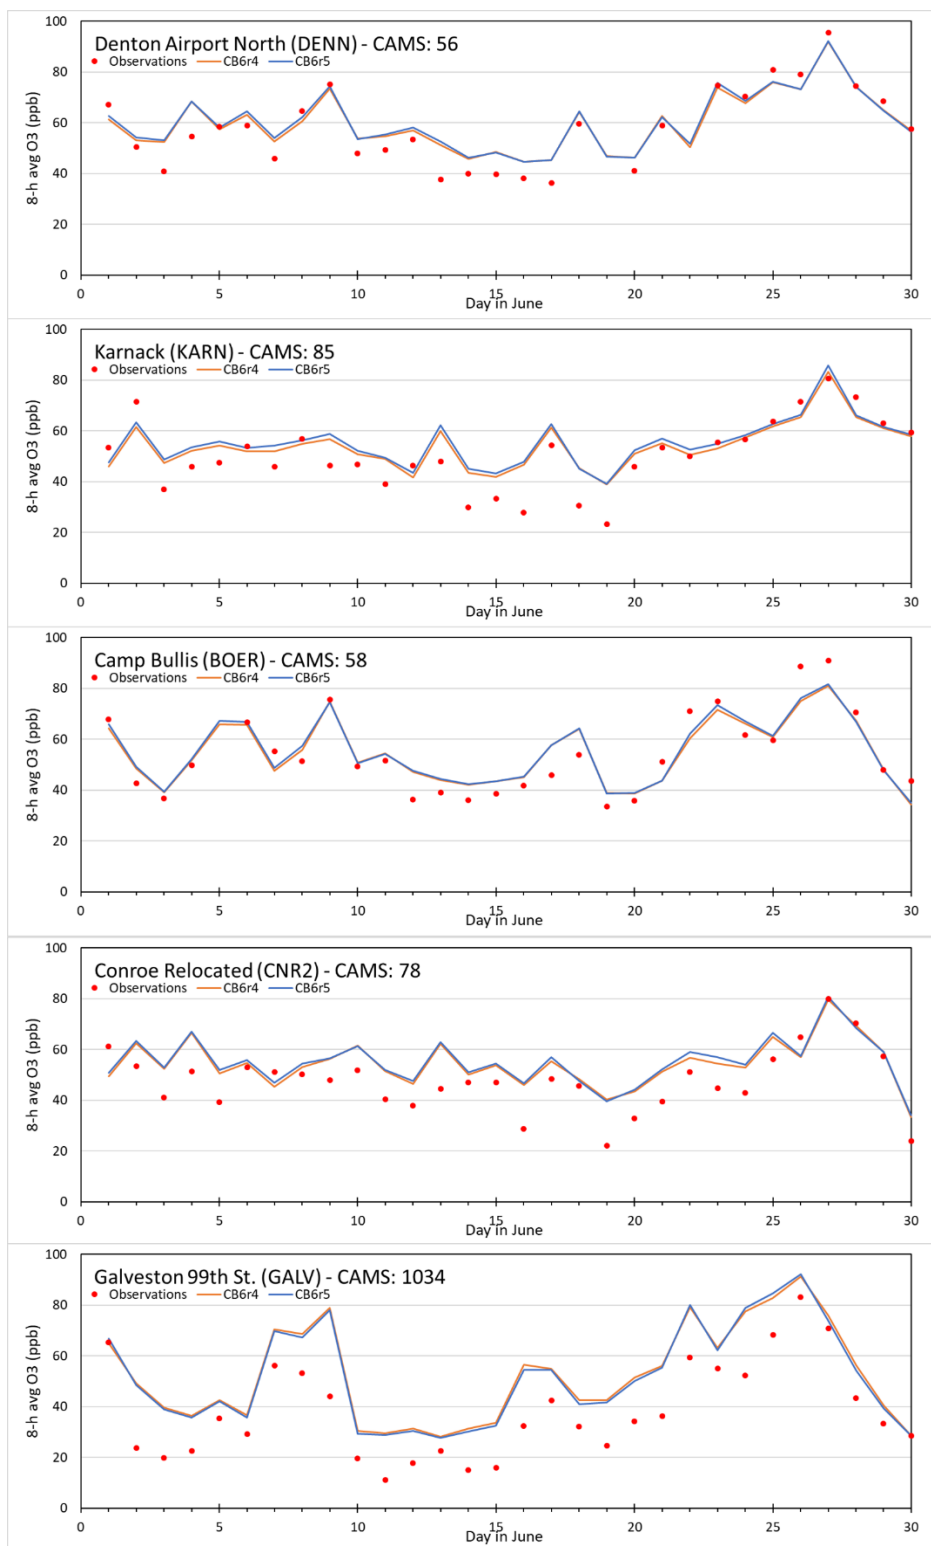 Denton Airport North (DENN) - CAMS: 56
Observations CB6r4 CB6r5
8-h avg O3 (ppb)
100
80
60
40
20
0
0 5 10 15 20 25 30
Day in June
Karnack (KARN) - CAMS: 85
Observations CB6r4 CB6r5
8-h avg O3 (ppb)
100
80
60
40
20
0
0 5 10 15 20 25 30
Day in June
Camp Bullis (BOER) - CAMS: 58
Observations CB6r4 CB6r5
8-h avg O3 (ppb)
100
80
60
40
20
0
0 5 10 15 20 25 30
Day in June
Conroe Relocated (CNR2) - CAMS: 78
Observations CB6r4 CB6r5
8-h avg O3 (ppb)
100
80
60
40
20
0
0 5 10 15 20 25 30
Day in June
Galveston 99th St. (GALV) - CAMS: 1034
Observations CB6r4 CB6r5
8-h avg O3 (ppb)
100
80
60
40
20
0
0 5 10 15 20 25 30
Day in June